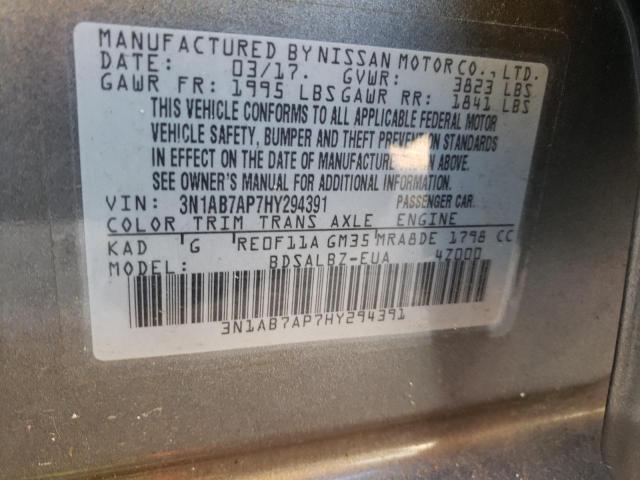 MANUFACTURED BY NISSAN MOTOR CO., LTD.
DATE: 03/17. GVWR: 3823 LBS
GAWR FR: 1995 LBS GAWR RR: 1841 LBS
THIS VEHICLE CONFORMS TO ALL APPLICABLE FEDERAL MOTOR
VEHICLE SAFETY, BUMPER AND THEFT PREVENTION STANDARDS
IN EFFECT ON THE DATE OF MANUFACTURE SHOWN ABOVE.
SEE OWNER'S MANUAL FOR ADDITIONAL INFORMATION.
VIN: 3N1AB7AP7HY294391 PASSENGER CAR
COLOR TRIM TRANS AXLE ENGINE
KAD G RE0F11A GM35 MRA8DE 1798 CC
MODEL: BDSALBZ-EUA 4Z000
3N1AB7AP7HY294391